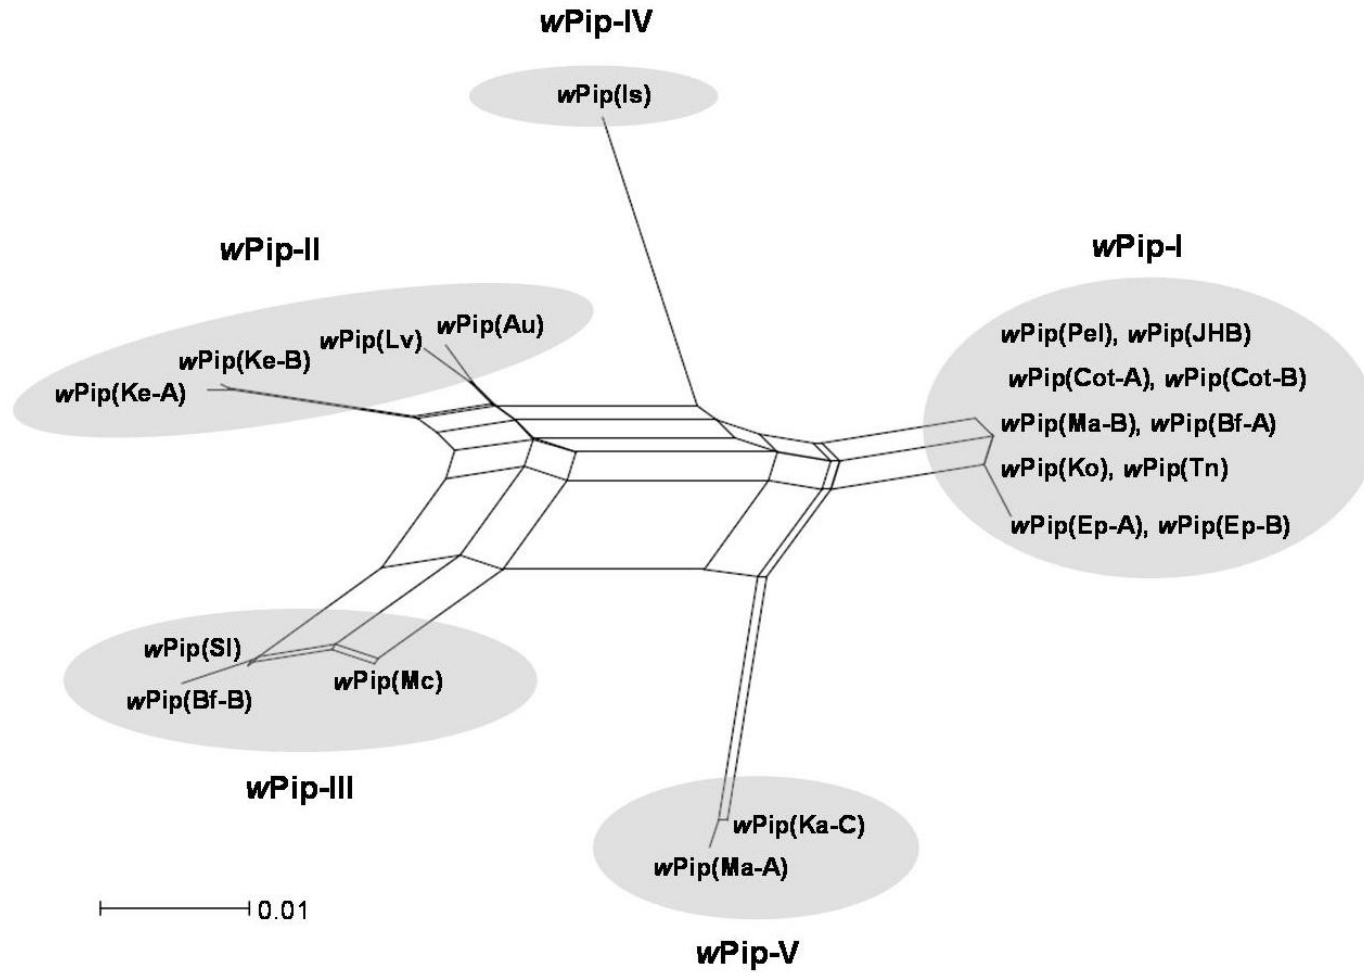 wPip-IV
wPip(Is)
wPip-II
wPip(Au)
wPip(Lv)
wPip(Ke-B)
wPip(Ke-A)
wPip-I
wPip(Pel), wPip(JHB)
wPip(Cot-A), wPip(Cot-B)
wPip(Ma-B), wPip(Bf-A)
wPip(Ko), wPip(Tn)
wPip(Ep-A), wPip(Ep-B)
wPip(Sl)
wPip(Bf-B)
wPip(Mc)
wPip-III
wPip(Ka-C)
wPip(Ma-A)
wPip-V
0.01